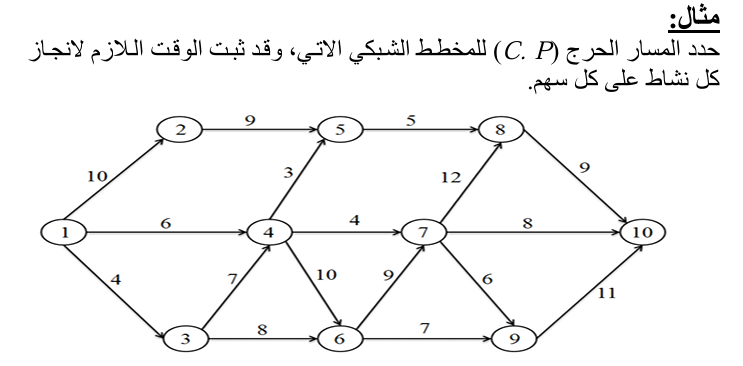 مثال:
حدد المسار الحرج (C. P) للمخطط الشبكي الاتي، وقد ثبت الوقت اللازم لانجاز
كل نشاط على كل سهم.
2 9 5 5 8
10 3 12 9
1 6 4 4 7 8 10
4 7 10 9 6 11
3 8 6 7 9